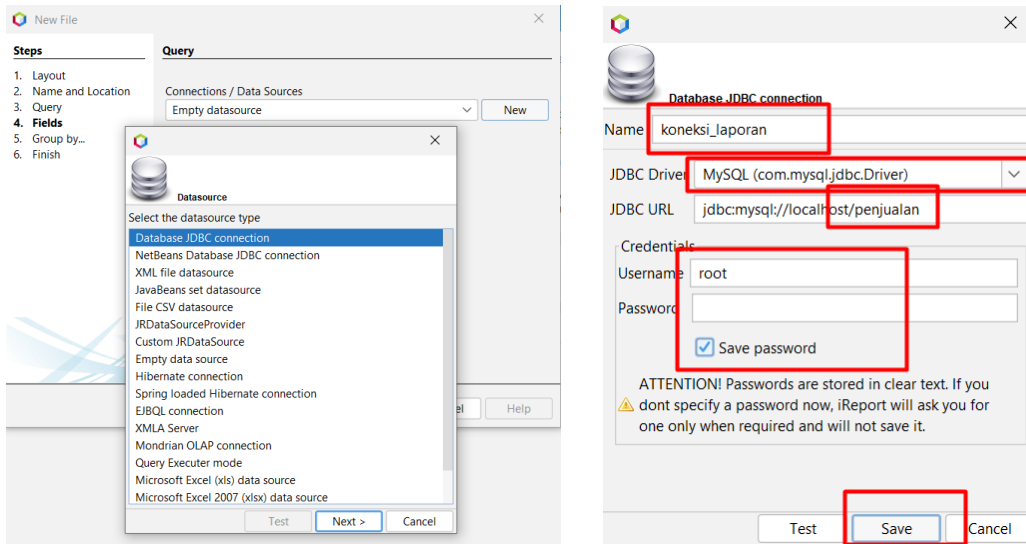 New File
Steps
1. Layout
2. Name and Location
3. Query
4. Fields
5. Group by...
6. Finish
Query
Connections / Data Sources
Empty datasource
New
Help
Datasource
Select the datasource type
Database JDBC connection
NetBeans Database JDBC connection
XML file datasource
JavaBeans set datasource
File CSV datasource
JRDataSourceProvider
Custom JRDataSource
Empty data source
Hibernate connection
Spring loaded Hibernate connection
EJBQL connection
XMLA Server
Mondrian OLAP connection
Query Executer mode
Microsoft Excel (xls) data source
Microsoft Excel 2007 (xlsx) data source
Test
Next >
Cancel
Database JDBC connection
Name koneksi_laporan
JDBC Driver MySQL (com.mysql.jdbc.Driver)
JDBC URL jdbc:mysql://localhost/penjualan
Credentials
Username root
Password
Save password
ATTENTION! Passwords are stored in clear text. If you
dont specify a password now, iReport will ask you for
one only when required and will not save it.
Test
Save
Cancel